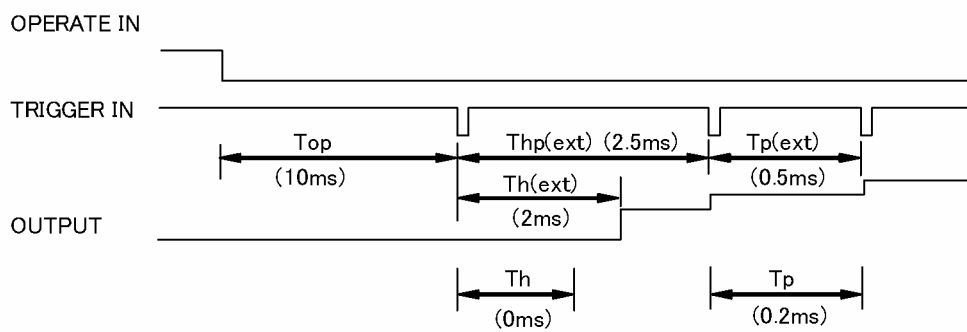 OPERATE IN
TRIGGER IN
Top
Thp(ext) (2.5ms)
Tp(ext)
(10ms)
(0.5ms)
Th(ext)
(2ms)
OUTPUT
Th
Tp
(0ms)
(0.2ms)